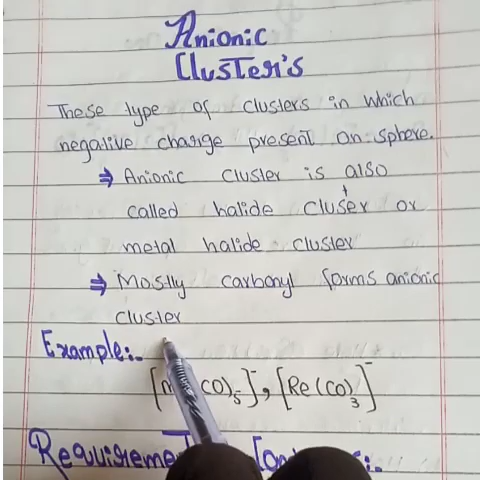 Anionic
Cluster's
These type of clusters in which
negative charge present on sphere.
⇒ Anionic cluster is also
called halide cluser or
t
metal halide cluster
⇒ Mostly carbonyl forms anionic
cluster
Example:-
CO)5]⁻, [Re(CO)3]⁻